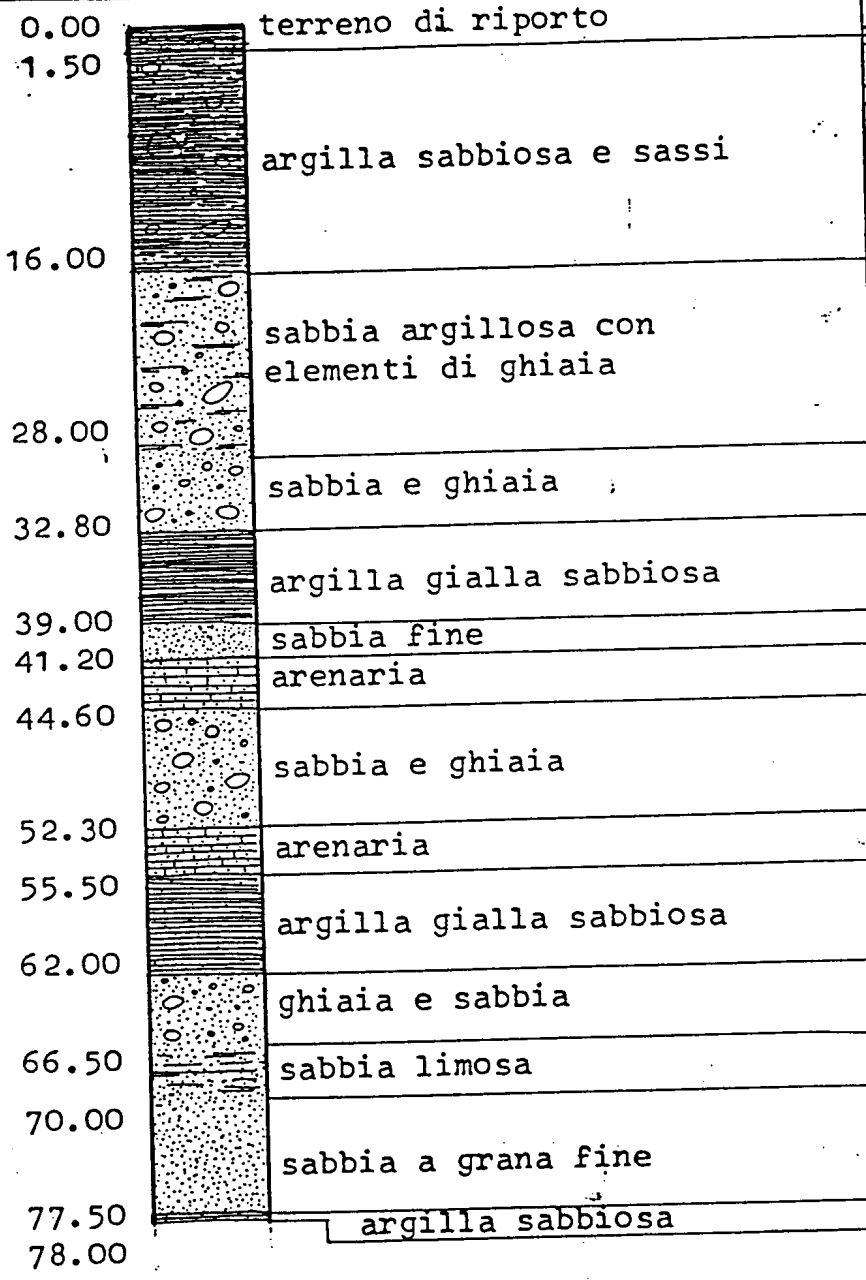 0.00 terreno di riporto
1.50
argilla sabbiosa e sassi
16.00
sabbia argillosa con
elementi di ghiaia
28.00
sabbia e ghiaia
32.80
argilla gialla sabbiosa
39.00
sabbia fine
41.20
arenaria
44.60
sabbia e ghiaia
52.30
arenaria
55.50
argilla gialla sabbiosa
62.00
ghiaia e sabbia
66.50
sabbia limosa
70.00
sabbia a grana fine
77.50
argilla sabbiosa
78.00